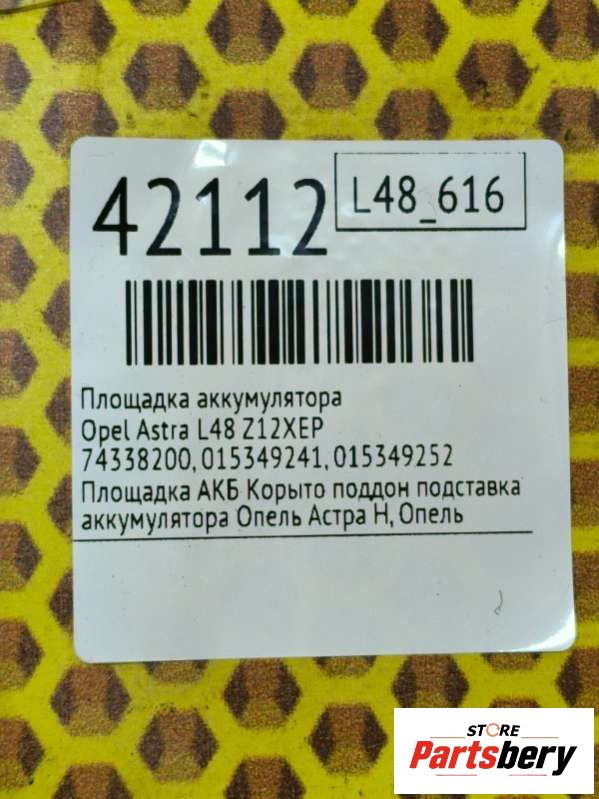 42112
L48_616
Площадка аккумулятора
Opel Astra L48 Z12XEP
74338200, 015349241, 015349252
Площадка АКБ Корыто поддон подставка
аккумулятора Опель Астра H, Опель
STORE
Partsbery